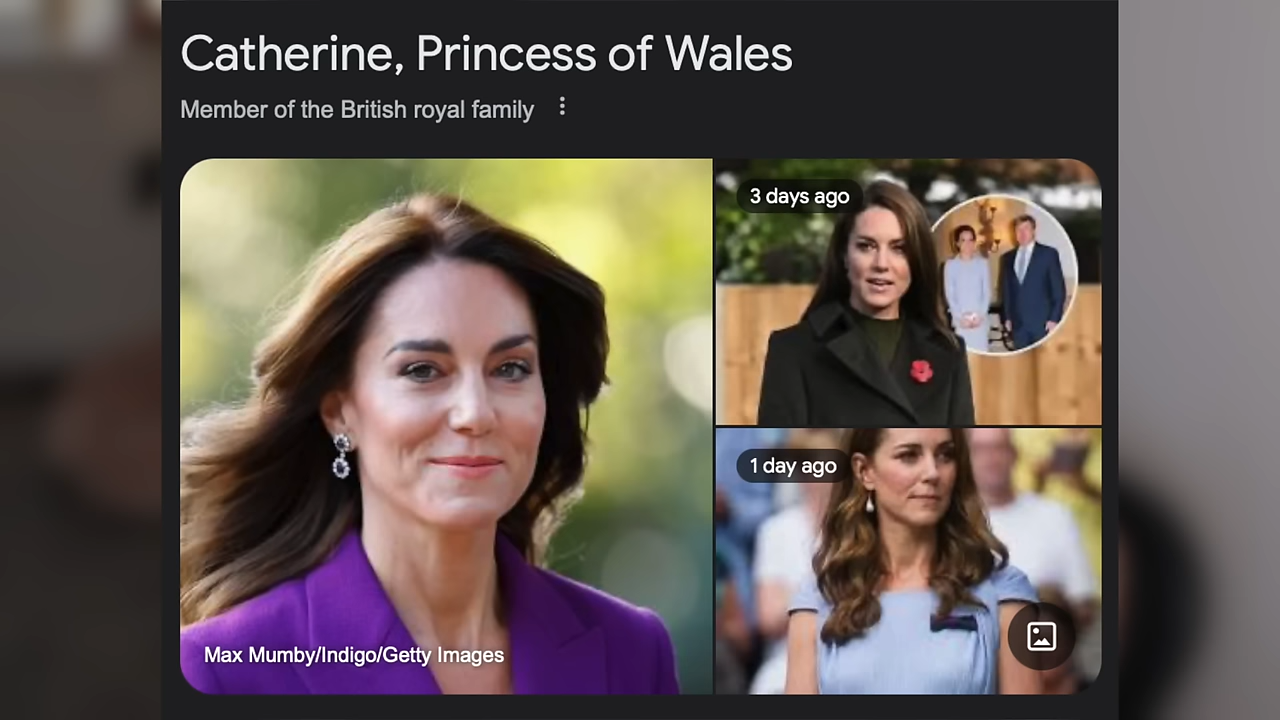 Catherine, Princess of Wales
Member of the British royal family
3 days ago
1 day ago
Max Mumby/Indigo/Getty Images